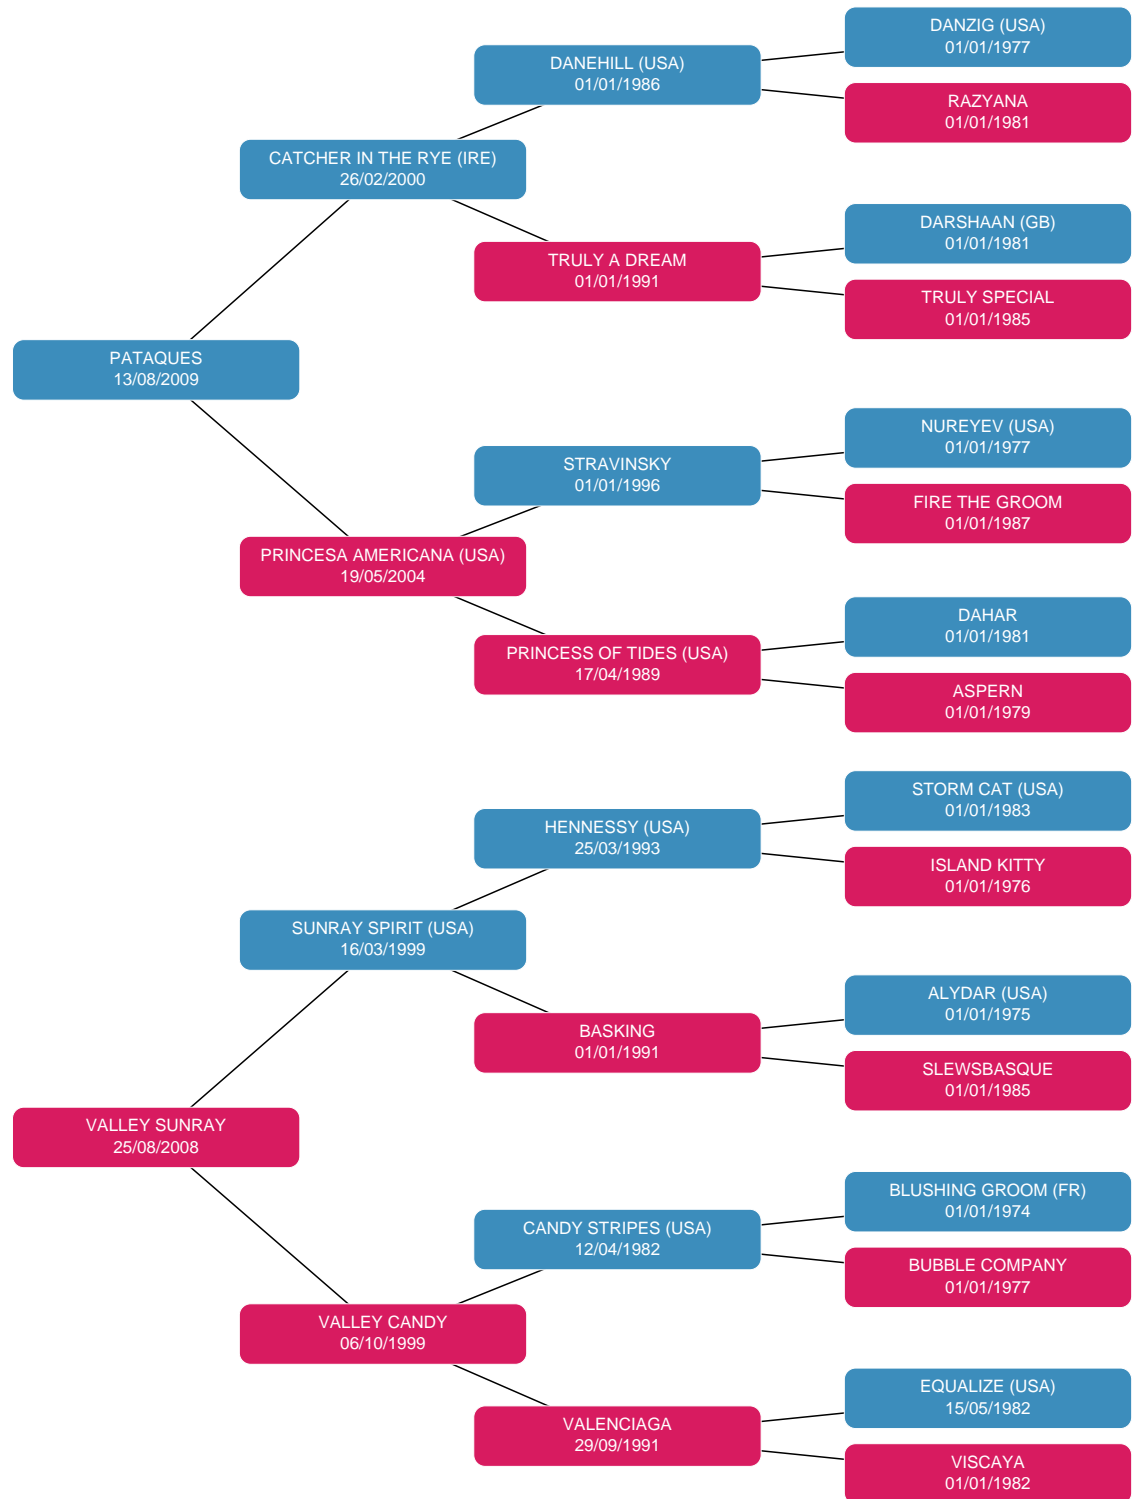 DANZIG (USA)
01/01/1977
DANEHILL (USA)
01/01/1986
RAZYANA
01/01/1981
CATCHER IN THE RYE (IRE)
26/02/2000
DARSHAAN (GB)
01/01/1981
TRULY A DREAM
01/01/1991
TRULY SPECIAL
01/01/1985
PATAQUES
13/08/2009
NUREYEV (USA)
01/01/1977
STRAVINSKY
01/01/1996
FIRE THE GROOM
01/01/1987
PRINCESA AMERICANA (USA)
19/05/2004
DAHAR
01/01/1981
PRINCESS OF TIDES (USA)
17/04/1989
ASPERN
01/01/1979
STORM CAT (USA)
01/01/1983
HENNESSY (USA)
25/03/1993
ISLAND KITTY
01/01/1976
SUNRAY SPIRIT (USA)
16/03/1999
ALYDAR (USA)
01/01/1975
BASKING
01/01/1991
SLEWSBASQUE
01/01/1985
VALLEY SUNRAY
25/08/2008
BLUSHING GROOM (FR)
01/01/1974
CANDY STRIPES (USA)
12/04/1982
BUBBLE COMPANY
01/01/1977
VALLEY CANDY
06/10/1999
EQUALIZE (USA)
15/05/1982
VALENCIAGA
29/09/1991
VISCAYA
01/01/1982